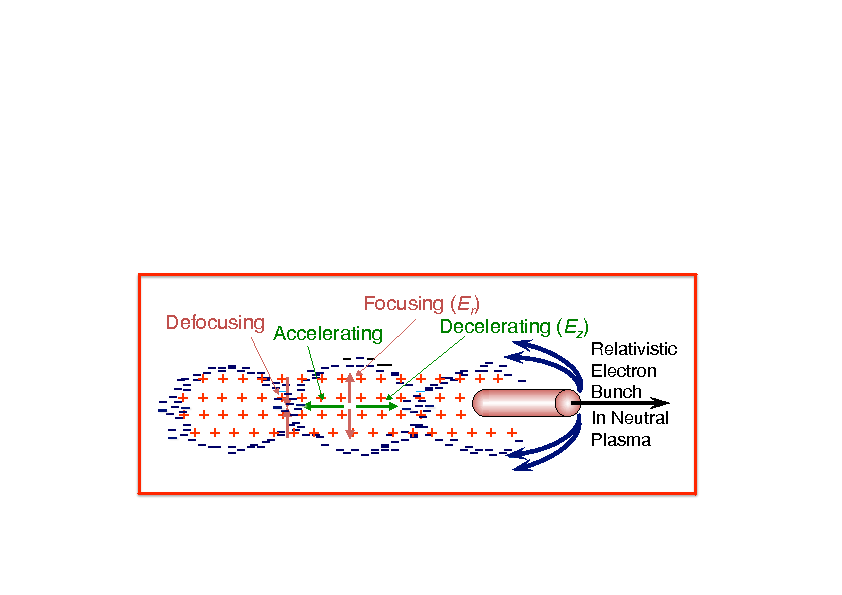 Focusing (Er)
Defocusing
Accelerating
Decelerating (Ez)
Relativistic
Electron
Bunch
In Neutral
Plasma